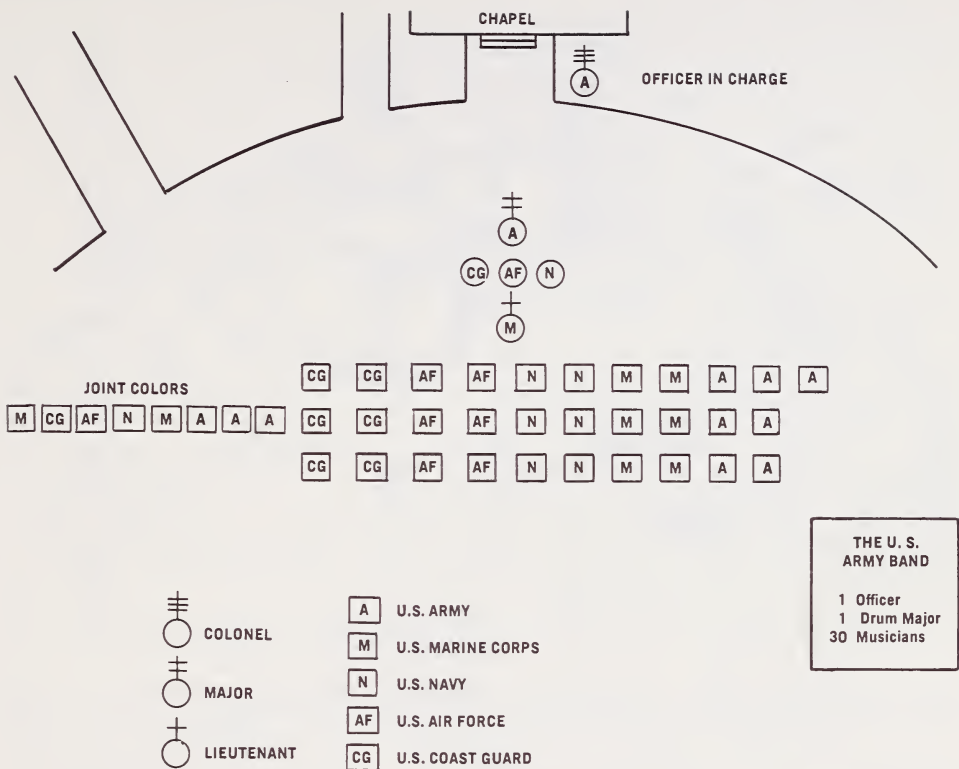 CHAPEL
A OFFICER IN CHARGE
A
CG AF N
M
JOINT COLORS
CG CG AF AF N N M M A A A
M CG AF N M A A A CG CG AF AF N N M M A A
CG CG AF AF N N M M A A
THE U. S.
ARMY BAND
1 Officer
1 Drum Major
30 Musicians
COLONEL
MAJOR
LIEUTENANT
A U.S. ARMY
M U.S. MARINE CORPS
N U.S. NAVY
AF U.S. AIR FORCE
CG U.S. COAST GUARD